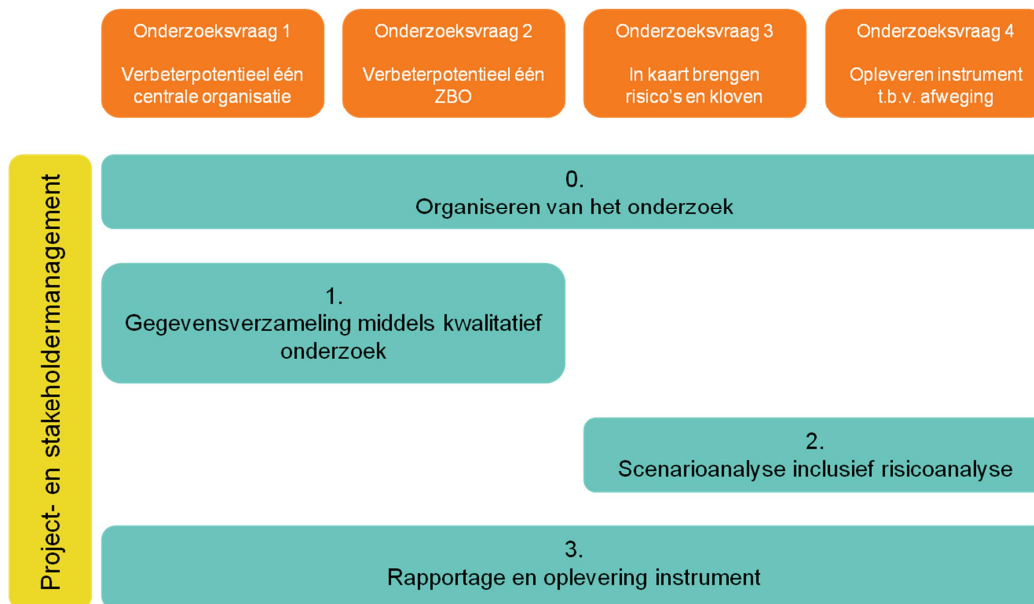 Onderzoeksvraag 1
Verbeterpotentieel één
centrale organisatie
Onderzoeksvraag 2
Verbeterpotentieel één
ZBO
Onderzoeksvraag 3
In kaart brengen
risico's en kloven
Onderzoeksvraag 4
Opleveren instrument
t.b.v. afweging
Project- en stakeholdermanagement
0.
Organiseren van het onderzoek
1.
Gegevensverzameling middels kwalitatief
onderzoek
2.
Scenarioanalyse inclusief risicoanalyse
3.
Rapportage en oplevering instrument